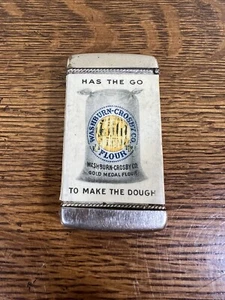 HAS THE GO
WASHBURN-CROSBY CO.
FLOUR
WASHBURN-CROSBY CO.
GOLD MEDAL FLOUR
TO MAKE THE DOUGH